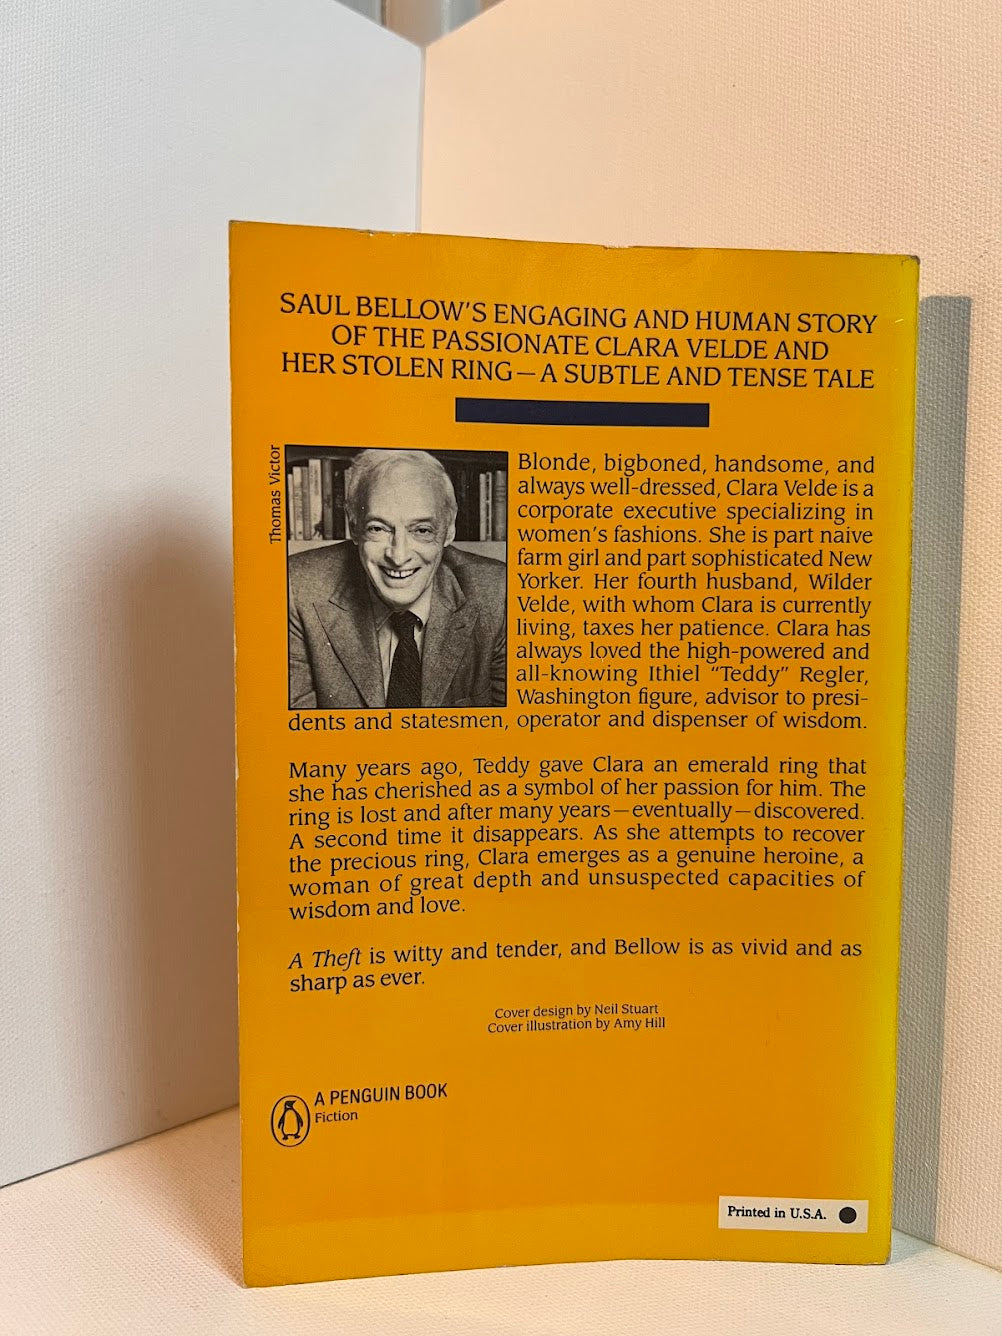 SAUL BELLOW'S ENGAGING AND HUMAN STORY
OF THE PASSIONATE CLARA VELDE AND
HER STOLEN RING—A SUBTLE AND TENSE TALE
Thomas Victor
Blonde, bigboned, handsome, and
always well-dressed, Clara Velde is a
corporate executive specializing in
women's fashions. She is part naive
farm girl and part sophisticated New
Yorker. Her fourth husband, Wilder
Velde, with whom Clara is currently
living, taxes her patience. Clara has
always loved the high-powered and
all-knowing Ithiel “Teddy” Regler,
Washington figure, advisor to presi-
dents and statesmen, operator and dispenser of wisdom.
Many years ago, Teddy gave Clara an emerald ring that
she has cherished as a symbol of her passion for him. The
ring is lost and after many years—eventually—discovered.
A second time it disappears. As she attempts to recover
the precious ring, Clara emerges as a genuine heroine, a
woman of great depth and unsuspected capacities of
wisdom and love.
A Theft is witty and tender, and Bellow is as vivid and as
sharp as ever.
Cover design by Neil Stuart
Cover illustration by Amy Hill
A PENGUIN BOOK
Fiction
Printed in U.S.A.